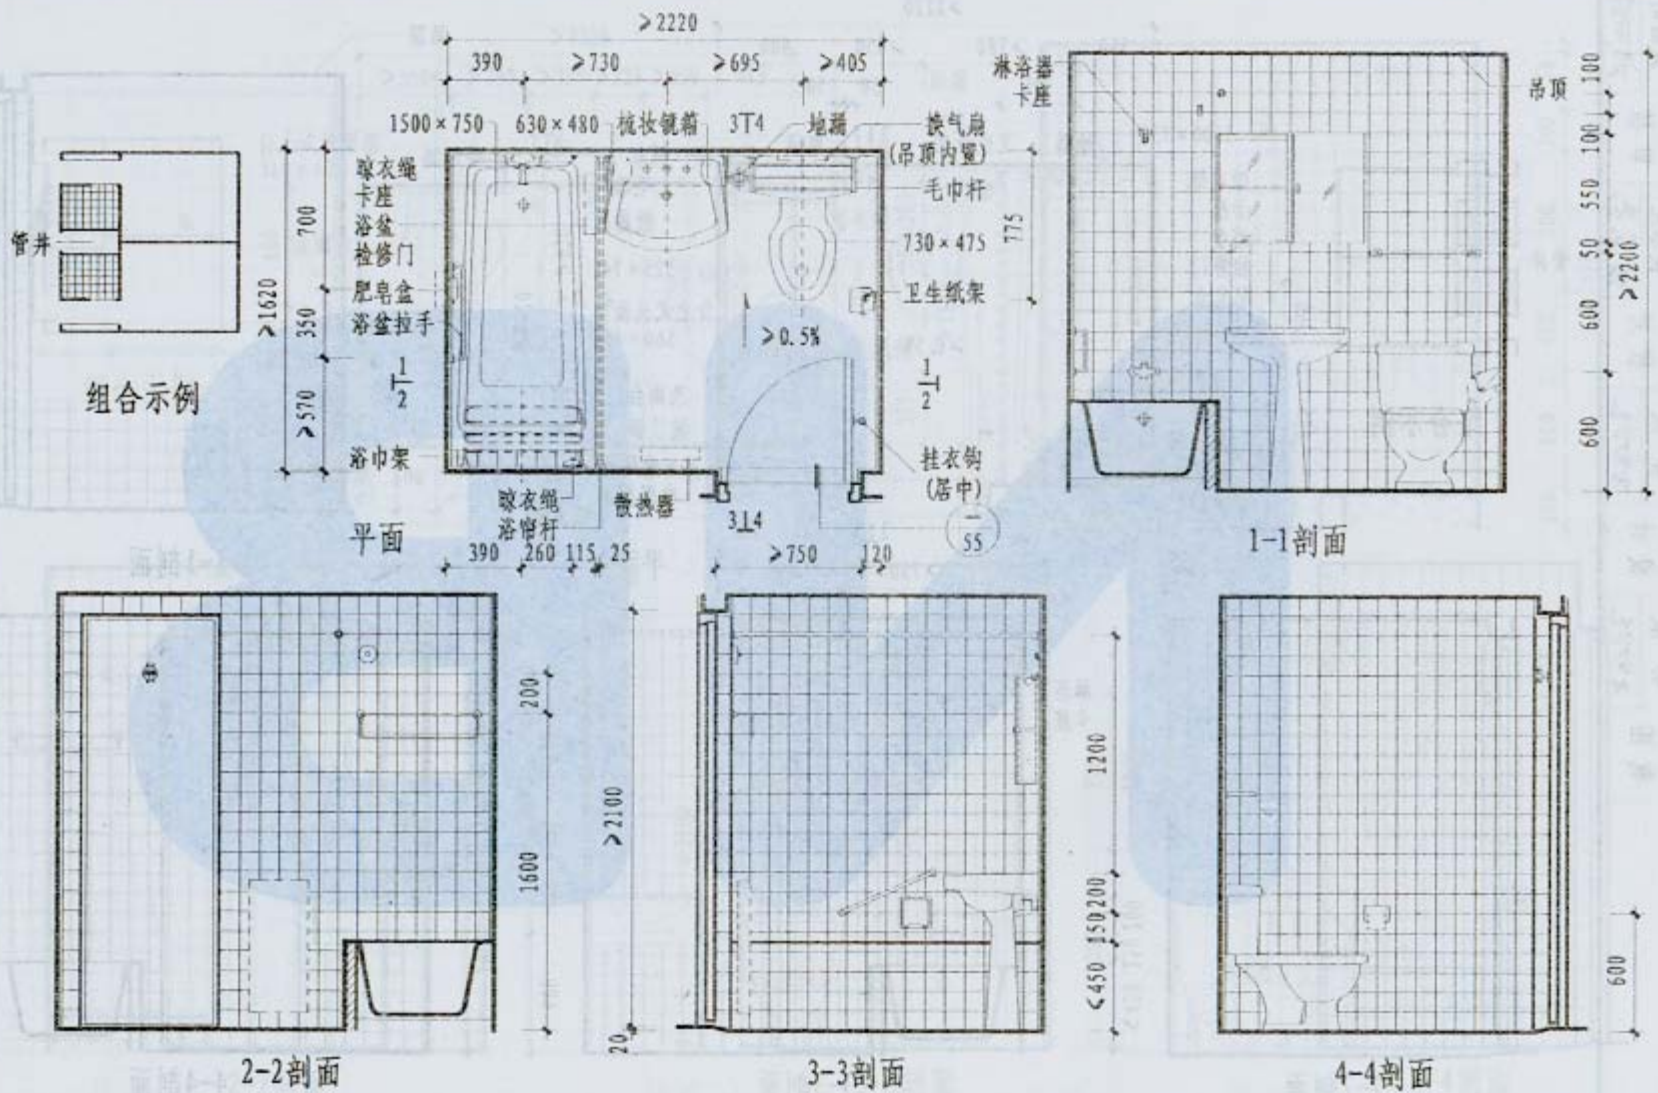 ≥2220
390 ≥730 ≥695 ≥405
1500×750 630×480 梳妆镜箱 3 4 地漏 换气扇
(吊顶内置)
毛巾杆
730×475
卫生纸架
775
晾衣绳
卡座
浴盆
检修门
肥皂盒
浴盆拉手
浴巾架
≥1620
700
350
≥570
≥0.5%
1
2
1
2
挂衣钩
(居中)
55
晾衣绳
浴帘杆
散热器
3 4
平面
390 260 115 25 ≥750 120
管井
组合示例
淋浴器
卡座
吊顶
100
100
550
50
600
600
≥2200
1-1剖面
200
1600
2-2剖面
≥2100
20
1200
200
150
≤450
3-3剖面
600
4-4剖面